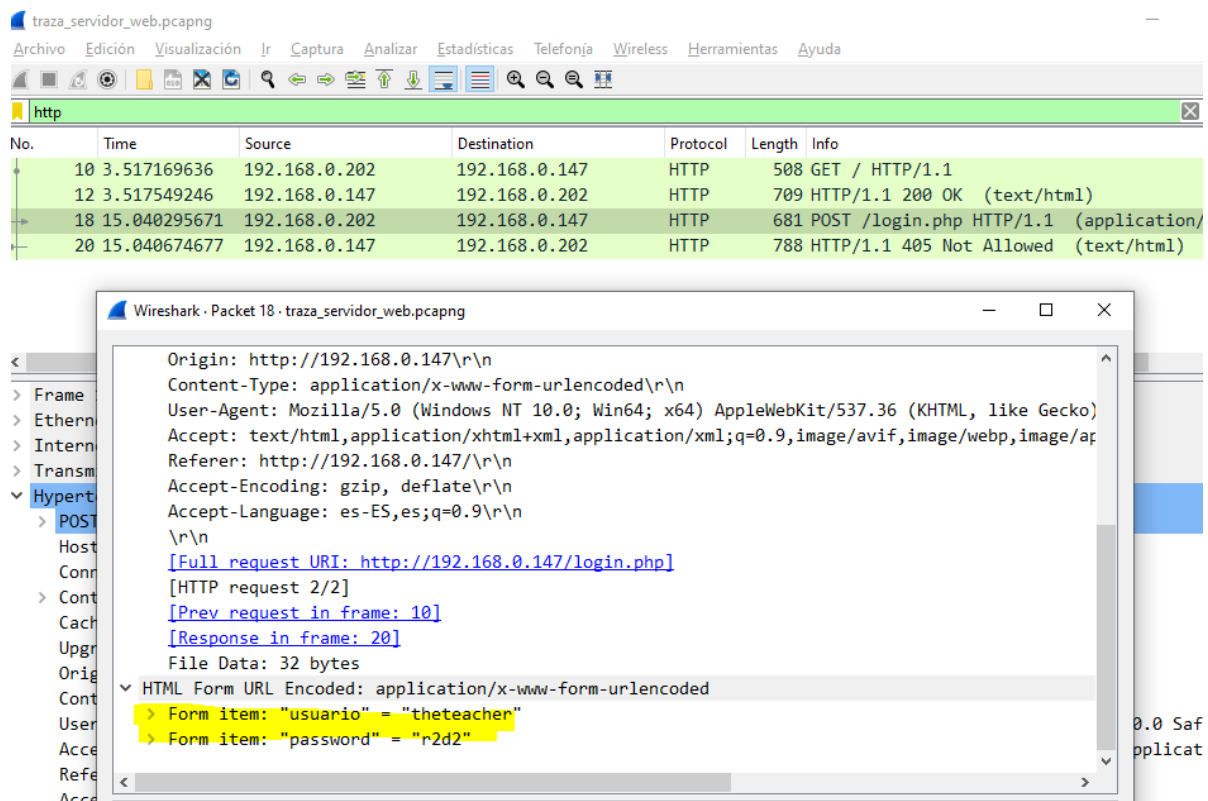 traza_servidor_web.pcapng
Archivo Edición Visualización Ir Captura Analizar Estadísticas Telefonía Wireless Herramientas Ayuda
http
No. Time Source Destination Protocol Length Info
10 3.517169636 192.168.0.202 192.168.0.147 HTTP 508 GET / HTTP/1.1
12 3.517549246 192.168.0.147 192.168.0.202 HTTP 709 HTTP/1.1 200 OK (text/html)
18 15.040295671 192.168.0.202 192.168.0.147 HTTP 681 POST /login.php HTTP/1.1 (application/
20 15.040674677 192.168.0.147 192.168.0.202 HTTP 788 HTTP/1.1 405 Not Allowed (text/html)
Wireshark · Packet 18 · traza_servidor_web.pcapng
Origin: http://192.168.0.147\r\n
Content-Type: application/x-www-form-urlencoded\r\n
User-Agent: Mozilla/5.0 (Windows NT 10.0; Win64; x64) AppleWebKit/537.36 (KHTML, like Gecko)
Accept: text/html,application/xhtml+xml,application/xml;q=0.9,image/avif,image/webp,image/ap
Referer: http://192.168.0.147/\r\n
Accept-Encoding: gzip, deflate\r\n
Accept-Language: es-ES,es;q=0.9\r\n
\r\n
[Full request URI: http://192.168.0.147/login.php]
[HTTP request 2/2]
[Prev request in frame: 10]
[Response in frame: 20]
File Data: 32 bytes
HTML Form URL Encoded: application/x-www-form-urlencoded
Form item: "usuario" = "theteacher"
Form item: "password" = "r2d2"
Frame
Ethern
Intern
Transm
Hypert
POST
Host
Conn
Cont
Cach
Upgr
Orig
Cont
User
Acce
Refe
0.0 Saf
pplicat